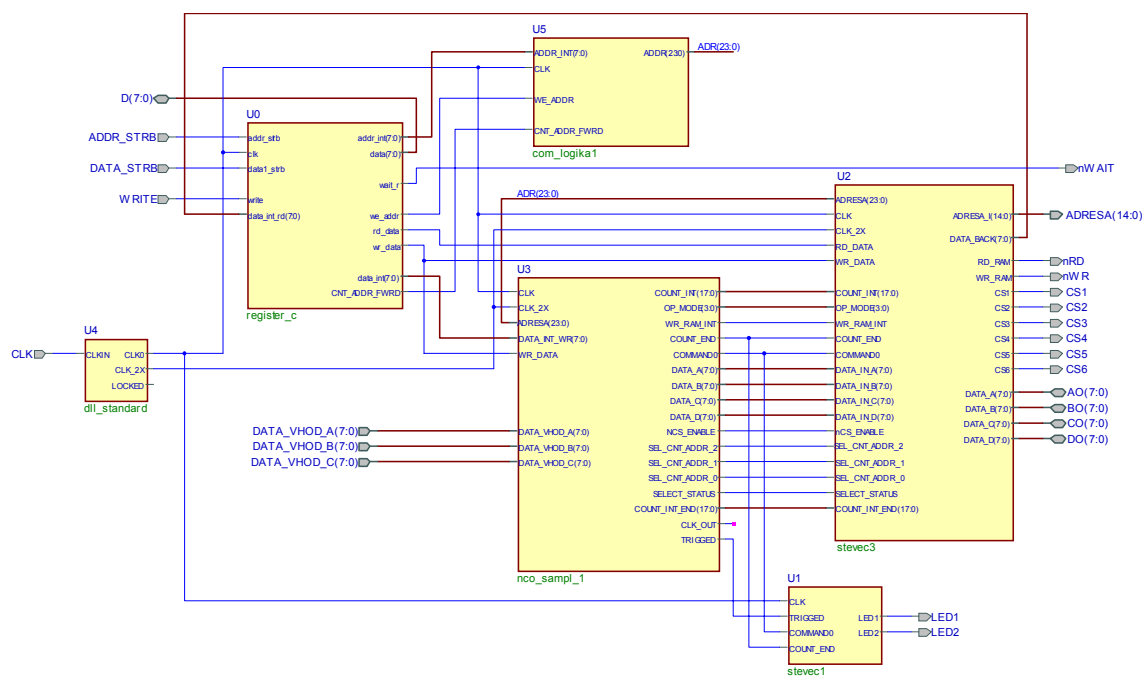 U5
ADDR_INT(7:0)
ADDR(230)
ADR(23:0)
CLK
WE_ADDR
CNT_ADDR_FWRD
com_logika1
D(7:0)
ADDR_STRB
DATA_STRB
WRITE
U0
addr_strb
addr_int(7:0)
clk
data(7:0)
data1_strb
wait_r
write
data_int_rd(7:0)
we_addr
rd_data
wr_data
data_int(7:0)
CNT_ADDR_FWRD
register_c
nWAIT
U2
ADR(23:0)
ADRESA(23:0)
CLK
ADRESA_I(14:0)
ADRESA(14:0)
CLK_2X
DATA_BACK(7:0)
RD_DATA
WR_DATA
RD_RAM
nRD
WR_RAM
nWR
COUNT_INT(17:0)
CS1
CS1
OP_MODE(3:0)
CS2
CS2
WR_RAM_INT
CS3
CS3
COUNT_END
CS4
CS4
COMMAND0
CS5
CS5
DATA_IN_A(7:0)
CS6
CS6
DATA_IN_B(7:0)
DATA_A(7:0)
AO(7:0)
DATA_IN_C(7:0)
DATA_B(7:0)
BO(7:0)
DATA_IN_D(7:0)
DATA_C(7:0)
CO(7:0)
nCS_ENABLE
DATA_D(7:0)
DO(7:0)
SEL_CNT_ADDR_2
SEL_CNT_ADDR_1
SEL_CNT_ADDR_0
SELECT_STATUS
COUNT_INT_END(17:0)
stevec3
U3
CLK
COUNT_INT(17:0)
CLK_2X
OP_MODE(3:0)
ADRESA(23:0)
WR_RAM_INT
DATA_INT_WR(7:0)
COUNT_END
WR_DATA
COMMAND0
DATA_A(7:0)
DATA_B(7:0)
DATA_C(7:0)
DATA_D(7:0)
DATA_VHOD_A(7:0)
DATA_VHOD_A(7:0)
NCS_ENABLE
DATA_VHOD_B(7:0)
DATA_VHOD_B(7:0)
SEL_CNT_ADDR_2
DATA_VHOD_C(7:0)
DATA_VHOD_C(7:0)
SEL_CNT_ADDR_1
SEL_CNT_ADDR_0
SELECT_STATUS
COUNT_INT_END(17:0)
CLK_OUT
TRIGGED
nco_sampl_1
U4
CLK
CLKIN
CLK0
CLK_2X
LOCKED
dll_standard
U1
CLK
TRIGGED
LED1
LED1
COMMAND0
LED2
LED2
COUNT_END
stevec1